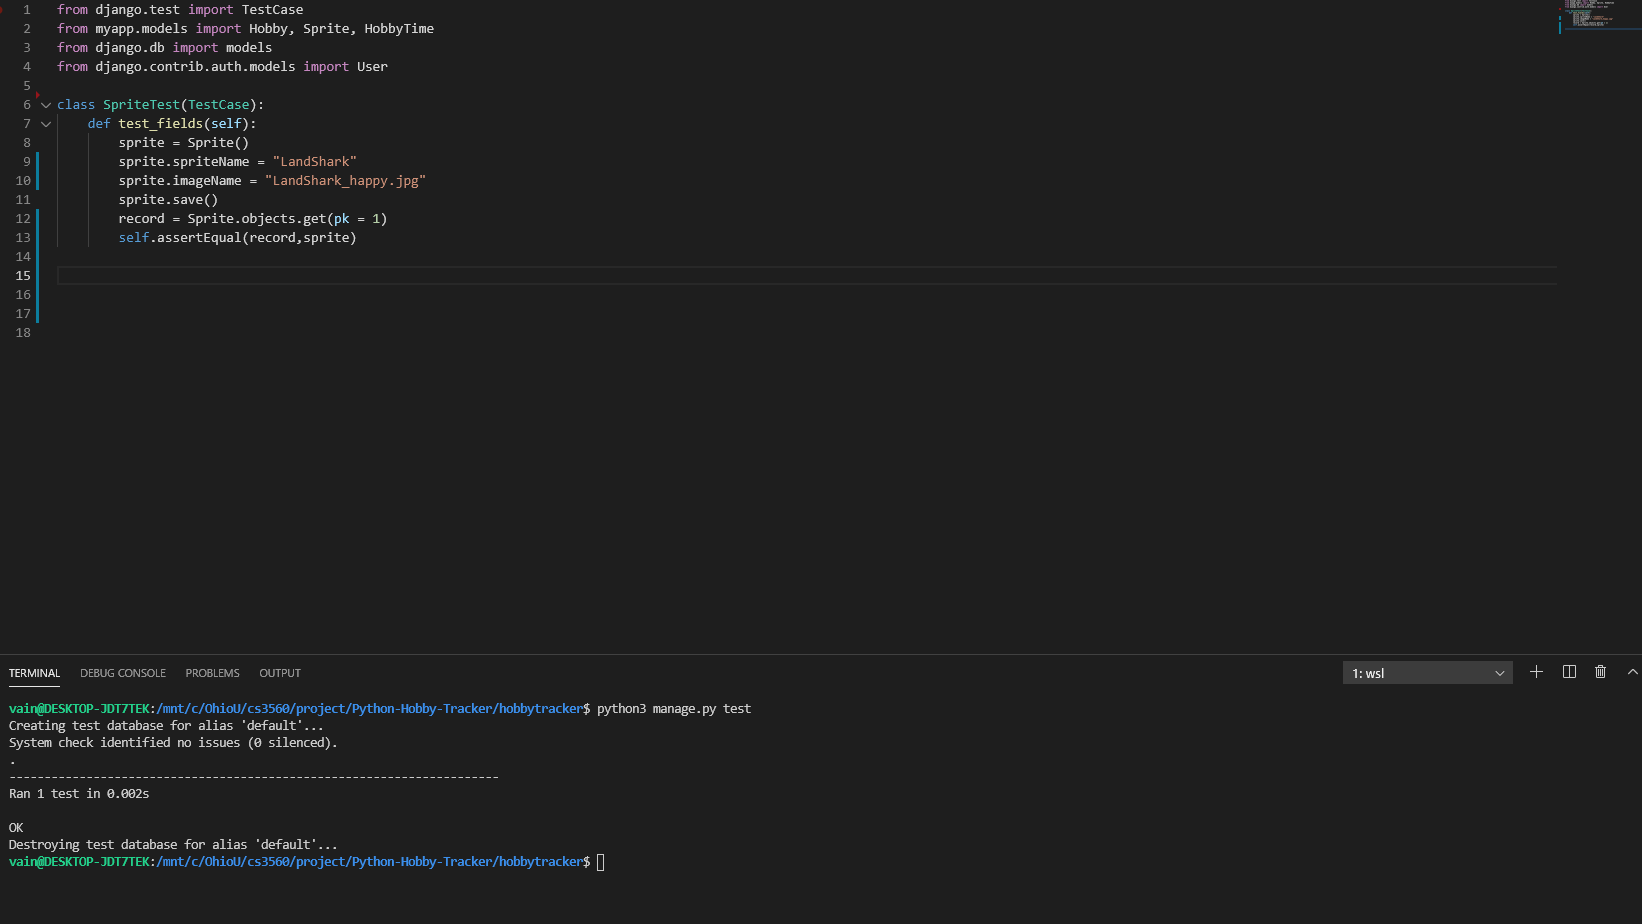 1 from django.test import TestCase
2 from myapp.models import Hobby, Sprite, HobbyTime
3 from django.db import models
4 from django.contrib.auth.models import User
5
6 class SpriteTest(TestCase):
7 def test_fields(self):
8 sprite = Sprite()
9 sprite.spriteName = "LandShark"
10 sprite.imageName = "LandShark_happy.jpg"
11 sprite.save()
12 record = Sprite.objects.get(pk = 1)
13 self.assertEqual(record,sprite)
14
15
16
17
18
TERMINAL DEBUG CONSOLE PROBLEMS OUTPUT 1: wsl
vain@DESKTOP-JDT7TEK:/mnt/c/OhioU/cs3560/project/Python-Hobby-Tracker/hobbytracker$ python3 manage.py test
Creating test database for alias 'default'...
System check identified no issues (0 silenced).
.
----------------------------------------------------------------------
Ran 1 test in 0.002s
OK
Destroying test database for alias 'default'...
vain@DESKTOP-JDT7TEK:/mnt/c/OhioU/cs3560/project/Python-Hobby-Tracker/hobbytracker$